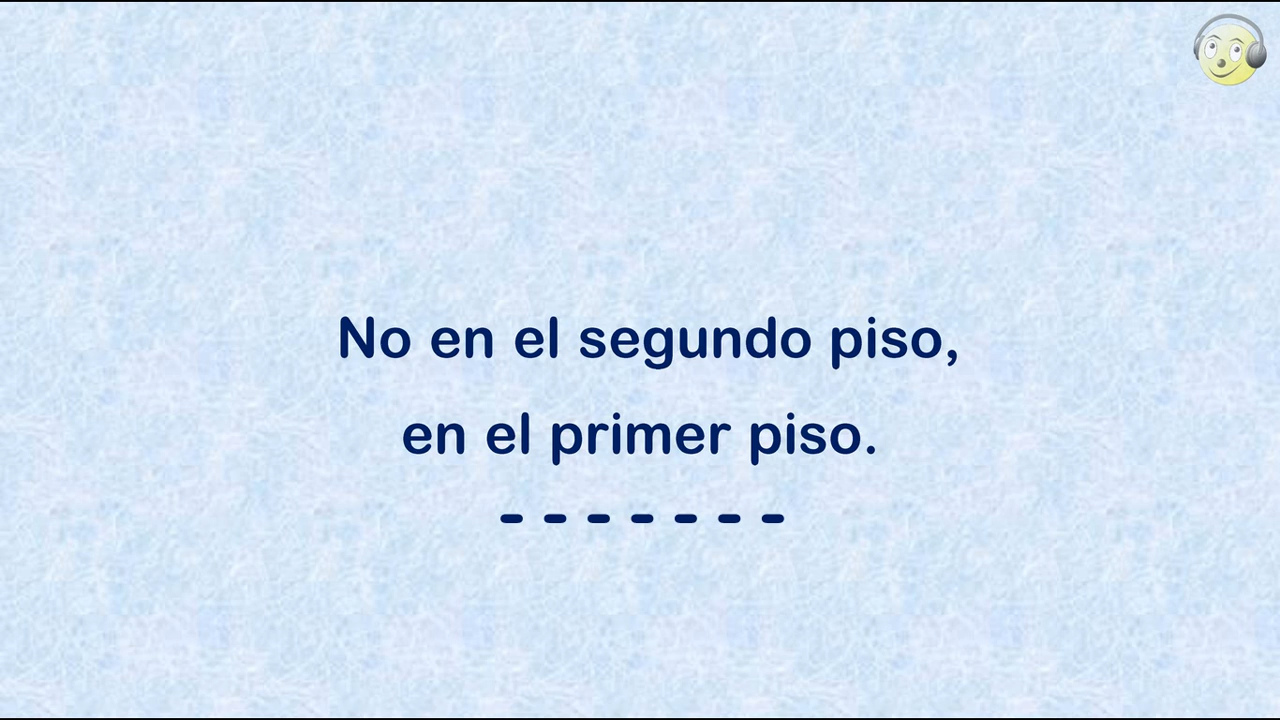 No en el segundo piso,
en el primer piso.
- - - - - - -